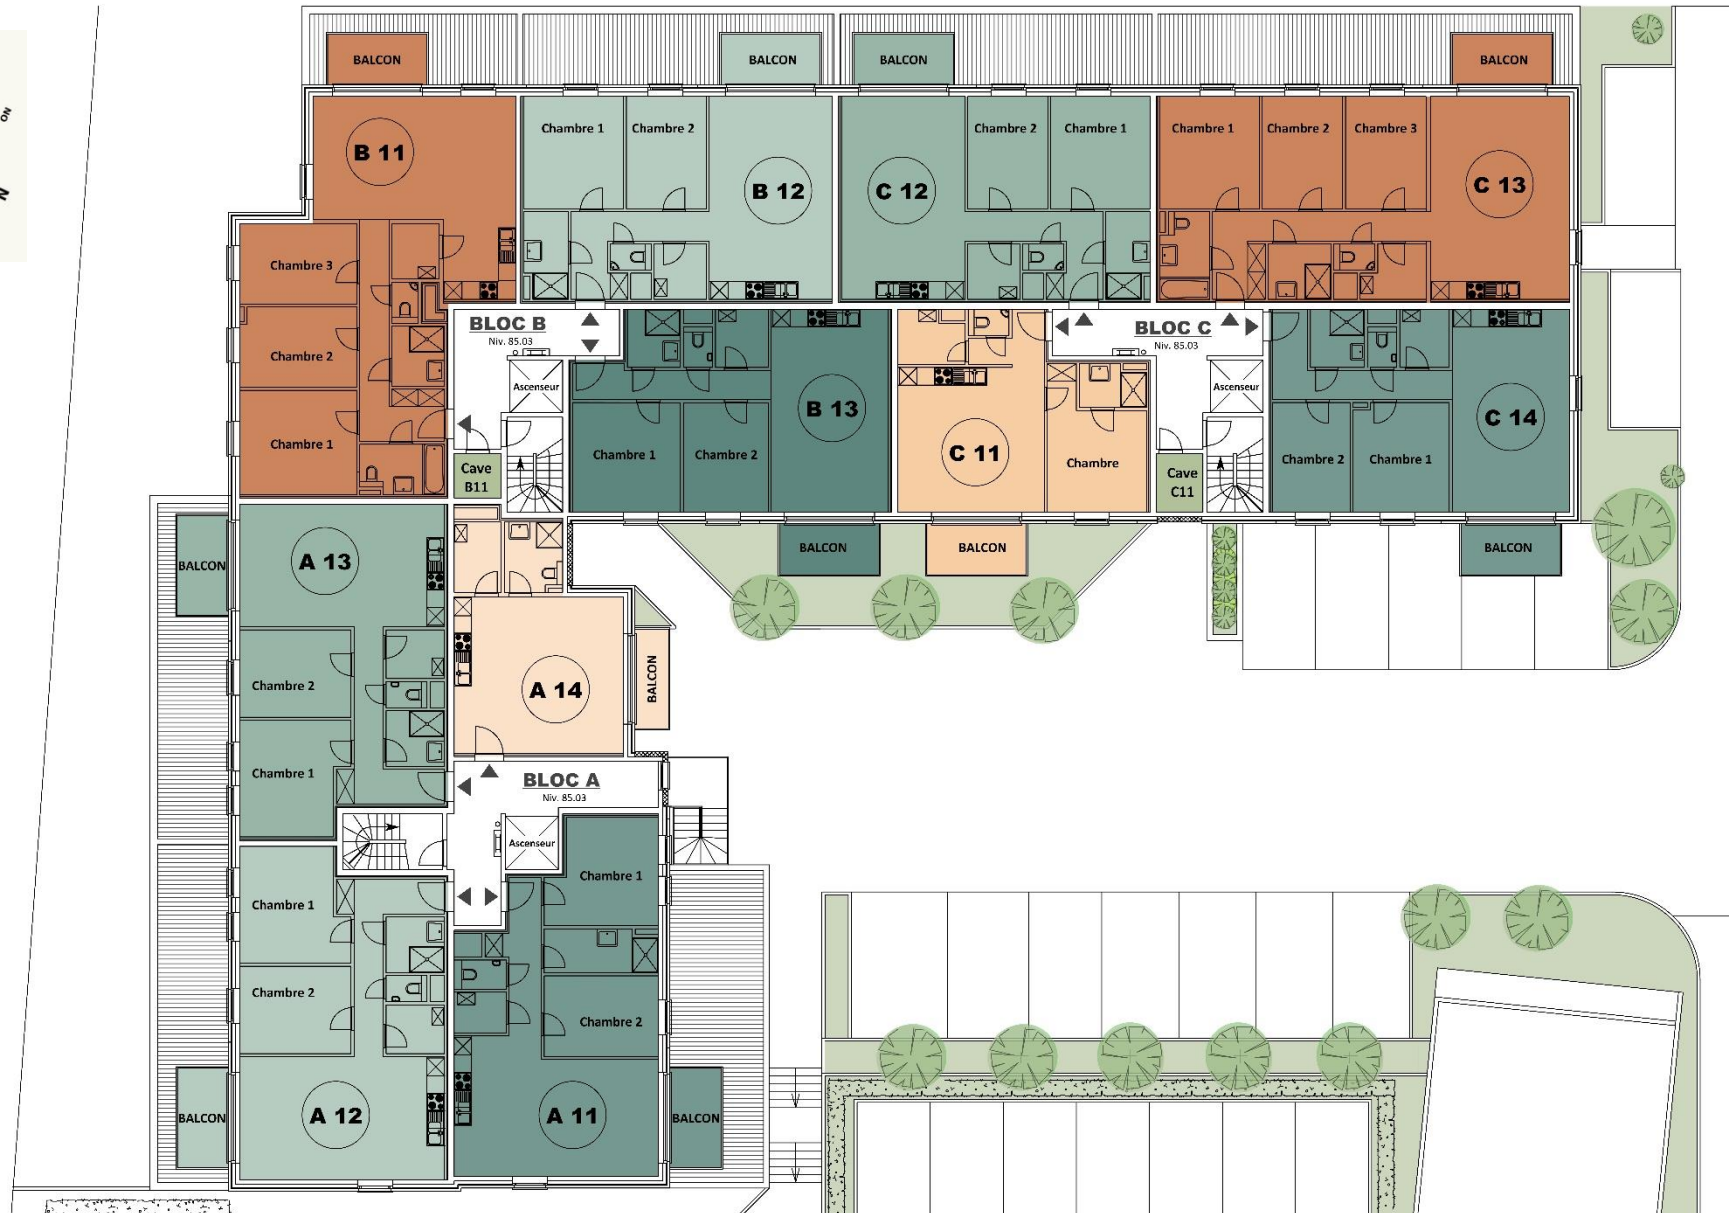 ON
N
BALCON
BALCON
BALCON
BALCON
B 11
Chambre 1
Chambre 2
B 12
C 12
Chambre 2
Chambre 1
Chambre 1
Chambre 2
Chambre 3
C 13
Chambre 3
Chambre 2
Chambre 1
BLOC B
Niv. 85.03
Ascenseur
Cave
B11
Chambre 1
Chambre 2
B 13
C 11
Chambre
BLOC C
Niv. 85.03
Ascenseur
Cave
C11
Chambre 2
Chambre 1
C 14
BALCON
BALCON
BALCON
BALCON
A 13
Chambre 2
Chambre 1
A 14
BALCON
BLOC A
Niv. 85.03
Ascenseur
Chambre 1
Chambre 2
A 12
BALCON
Chambre 1
Chambre 2
A 11
BALCON